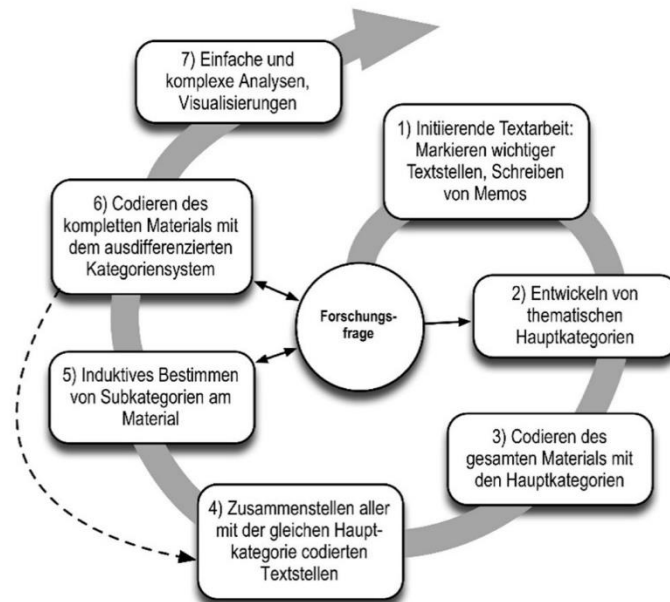 1) Initiierende Textarbeit:
Markieren wichtiger
Textstellen, Schreiben
von Memos
2) Entwickeln von
thematischen
Hauptkategorien
3) Codieren des
gesamten Materials mit
den Hauptkategorien
4) Zusammenstellen aller
mit der gleichen Haupt-
kategorie codierten
Textstellen
5) Induktives Bestimmen
von Subkategorien am
Material
6) Codieren des
kompletten Materials mit
dem ausdifferenzierten
Kategoriensystem
7) Einfache und
komplexe Analysen,
Visualisierungen
Forschungs-
frage